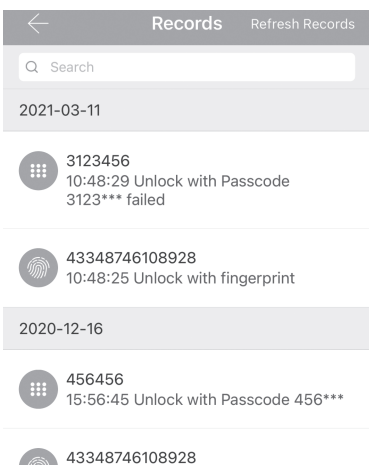 Records
Refresh Records
Search
2021-03-11
3123456
10:48:29 Unlock with Passcode
3123*** failed
43348746108928
10:48:25 Unlock with fingerprint
2020-12-16
456456
15:56:45 Unlock with Passcode 456***
43348746108928